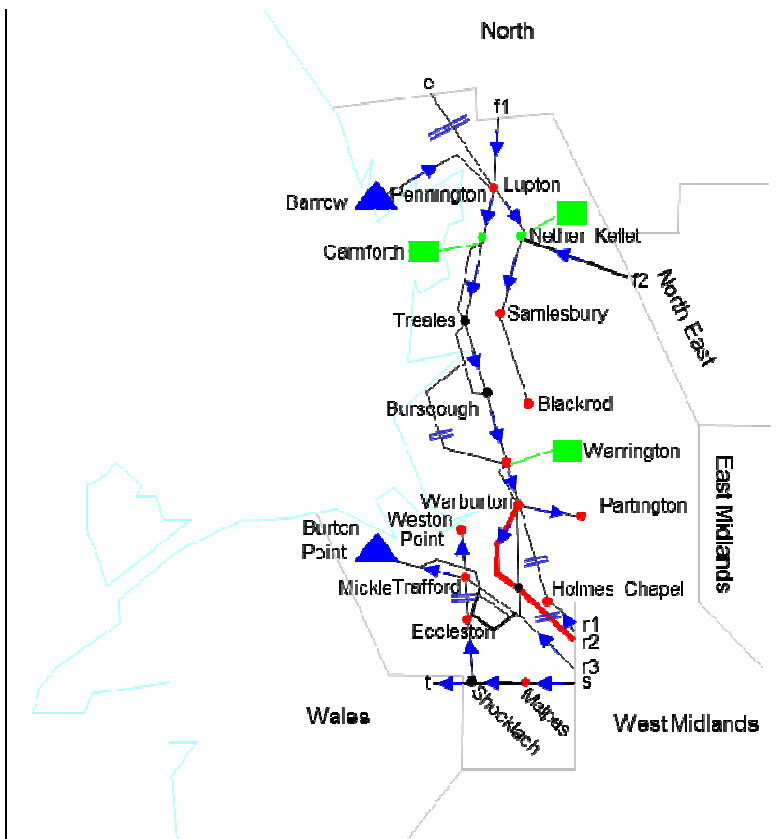 North
c
f1
Lupton
Pennington
Barrow
Nether Kellet
Carnforth
f2
North East
Treales
Samlesbury
Burscough
Blackrod
Warrington
East Midlands
Warburton
Partington
Weston
Point
Burton
Point
Mickle Trafford
Holmes Chapel
Eccleston
r1
r2
r3
t
s
Shocklach
Malpas
Wales
West Midlands